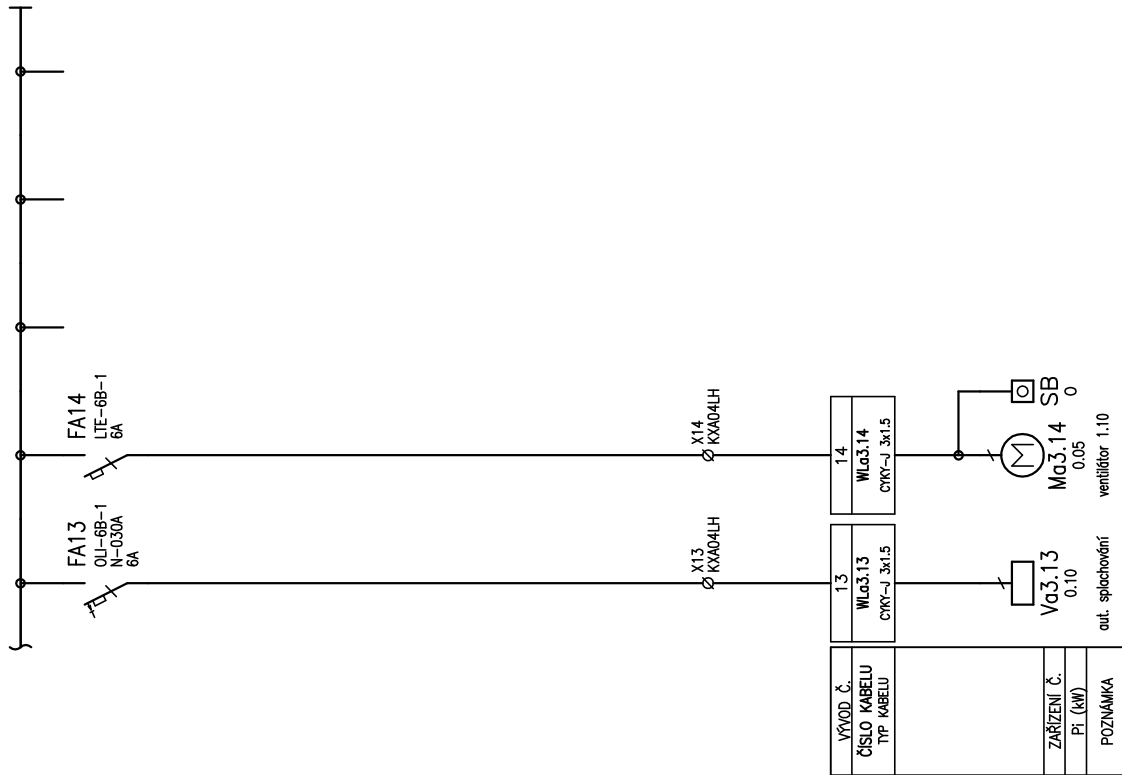 FA13
OLI-6B-1
N-030A
6A
FA14
LTE-6B-1
6A
X13
KXA04LH
X14
KXA04LH
VÝVOD Č.
13
14
ČÍSLO KABELU
WLa3.13
WLa3.14
TYP KABELU
CYKY-J 3x1.5
CYKY-J 3x1.5
M
ZAŘÍZENÍ Č.
Va3.13
Ma3.14
SB
Pi (kW)
0.10
0.05
0
POZNÁMKA
aut. splachování
ventilátor 1.10